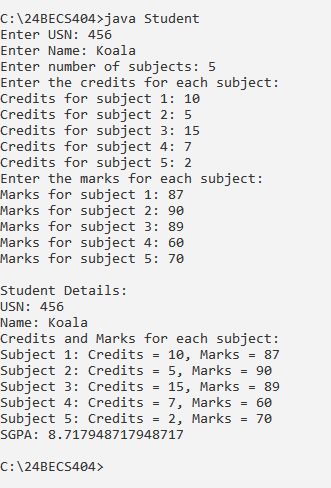 C:\24BECS404>java Student
Enter USN: 456
Enter Name: Koala
Enter number of subjects: 5
Enter the credits for each subject:
Credits for subject 1: 10
Credits for subject 2: 5
Credits for subject 3: 15
Credits for subject 4: 7
Credits for subject 5: 2
Enter the marks for each subject:
Marks for subject 1: 87
Marks for subject 2: 90
Marks for subject 3: 89
Marks for subject 4: 60
Marks for subject 5: 70

Student Details:
USN: 456
Name: Koala
Credits and Marks for each subject:
Subject 1: Credits = 10, Marks = 87
Subject 2: Credits = 5, Marks = 90
Subject 3: Credits = 15, Marks = 89
Subject 4: Credits = 7, Marks = 60
Subject 5: Credits = 2, Marks = 70
SGPA: 8.717948717948717

C:\24BECS404>